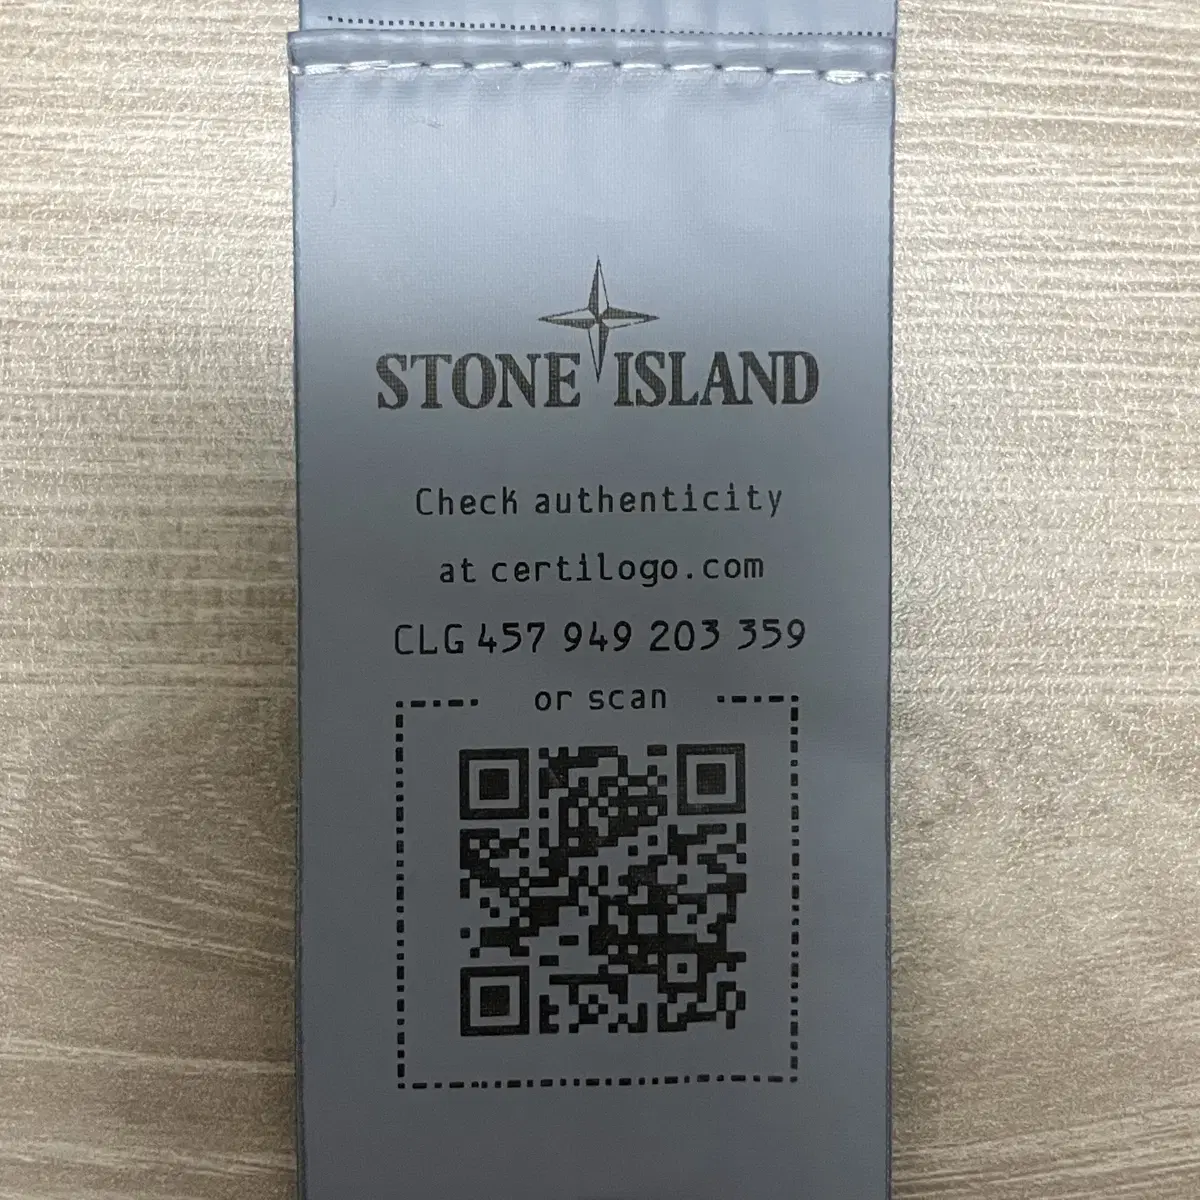 STONE ISLAND
Check authenticity
at certilogo.com
CLG 457 949 203 359
or scan